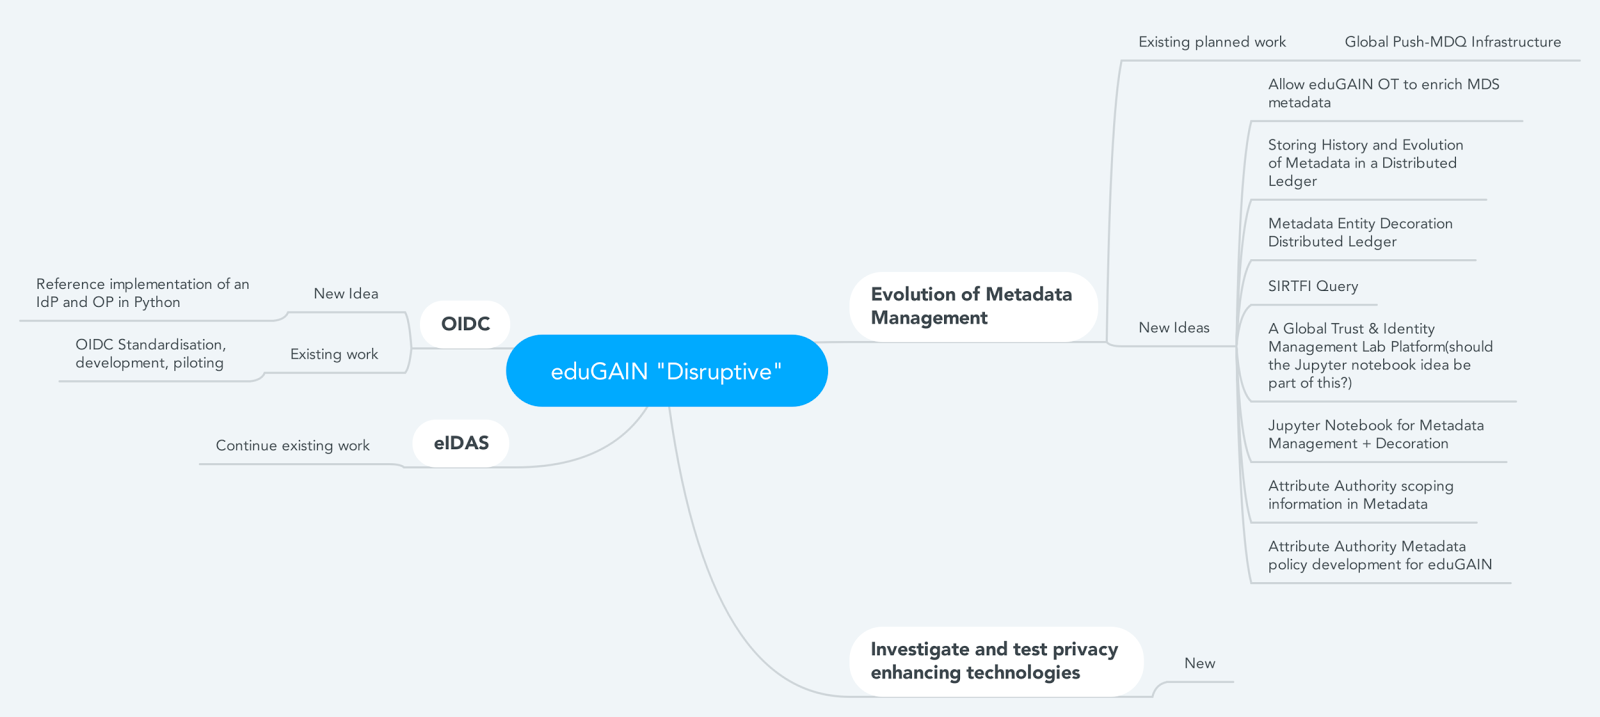 eduGAIN "Disruptive"
Evolution of Metadata
Management
Existing planned work
Global Push-MDQ Infrastructure
New Ideas
Allow eduGAIN OT to enrich MDS
metadata
Storing History and Evolution
of Metadata in a Distributed
Ledger
Metadata Entity Decoration
Distributed Ledger
SIRTFI Query
A Global Trust & Identity
Management Lab Platform(should
the Jupyter notebook idea be
part of this?)
Jupyter Notebook for Metadata
Management + Decoration
Attribute Authority scoping
information in Metadata
Attribute Authority Metadata
policy development for eduGAIN
Investigate and test privacy
enhancing technologies
New
OIDC
New Idea
Reference implementation of an
IdP and OP in Python
Existing work
OIDC Standardisation,
development, piloting
eIDAS
Continue existing work